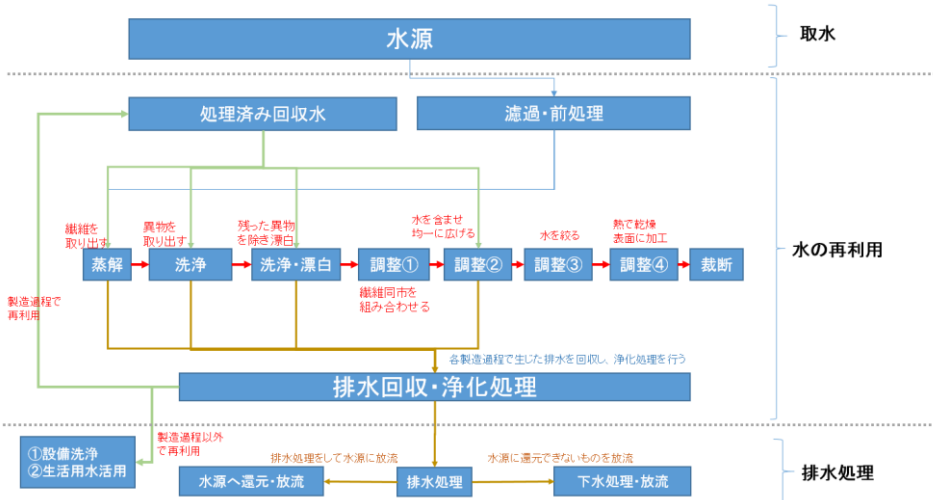 水源
取水
処理済み回収水
濾過・前処理
繊維を
取り出す
異物を
取り出す
残った異物
を除き漂白
水を含ませ
均一に広げる
水を絞る
熱で乾燥
表面に加工
水の再利用
蒸解
洗浄
洗浄・漂白
調整①
調整②
調整③
調整④
裁断
繊維同市を
組み合わせる
製造過程で
再利用
各製造過程で生じた排水を回収し、浄化処理を行う
排水回収・浄化処理
製造過程以外
で再利用
①設備洗浄
②生活用水活用
排水処理をして水源に放流
水源に還元できないものを放流
水源へ還元・放流
排水処理
下水処理・放流
排水処理